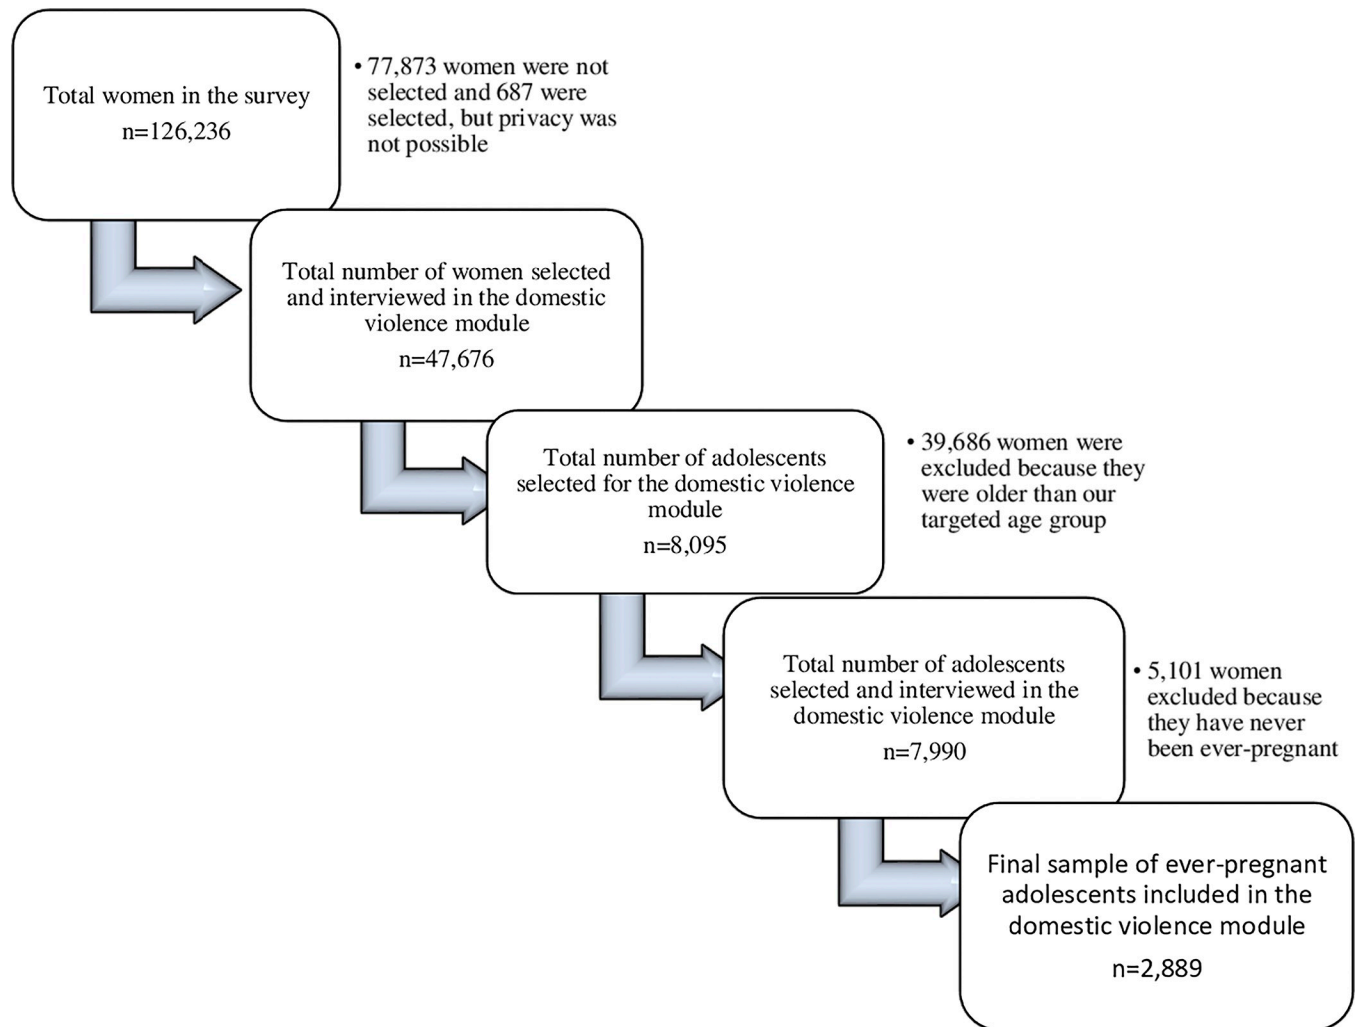 Total women in the survey
n=126,236
• 77,873 women were not
selected and 687 were
selected, but privacy was
not possible
Total number of women selected
and interviewed in the domestic
violence module
n=47,676
Total number of adolescents
selected for the domestic violence
module
n=8,095
• 39,686 women were
excluded because they
were older than our
targeted age group
Total number of adolescents
selected and interviewed in the
domestic violence module
n=7,990
• 5,101 women
excluded because
they have never
been ever-pregnant
Final sample of ever-pregnant
adolescents included in the
domestic violence module
n=2,889